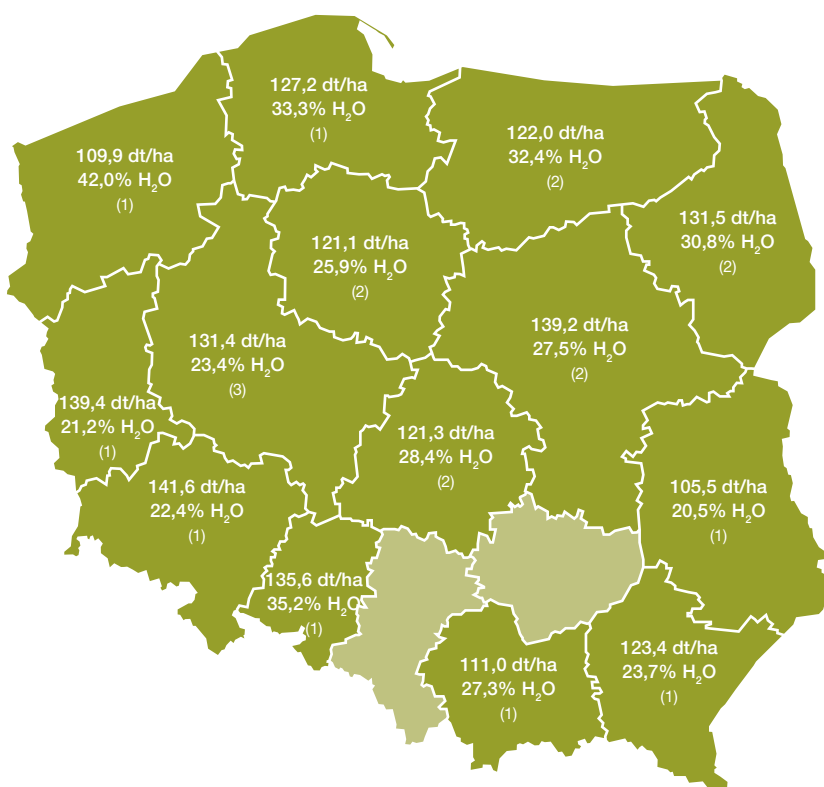 127,2 dt/ha
33,3% H₂O
(1)
122,0 dt/ha
32,4% H₂O
(2)
109,9 dt/ha
42,0% H₂O
(1)
131,5 dt/ha
30,8% H₂O
(2)
121,1 dt/ha
25,9% H₂O
(2)
139,2 dt/ha
27,5% H₂O
(2)
131,4 dt/ha
23,4% H₂O
(3)
139,4 dt/ha
21,2% H₂O
(1)
121,3 dt/ha
28,4% H₂O
(2)
105,5 dt/ha
20,5% H₂O
(1)
141,6 dt/ha
22,4% H₂O
(1)
135,6 dt/ha
35,2% H₂O
(1)
123,4 dt/ha
23,7% H₂O
(1)
111,0 dt/ha
27,3% H₂O
(1)